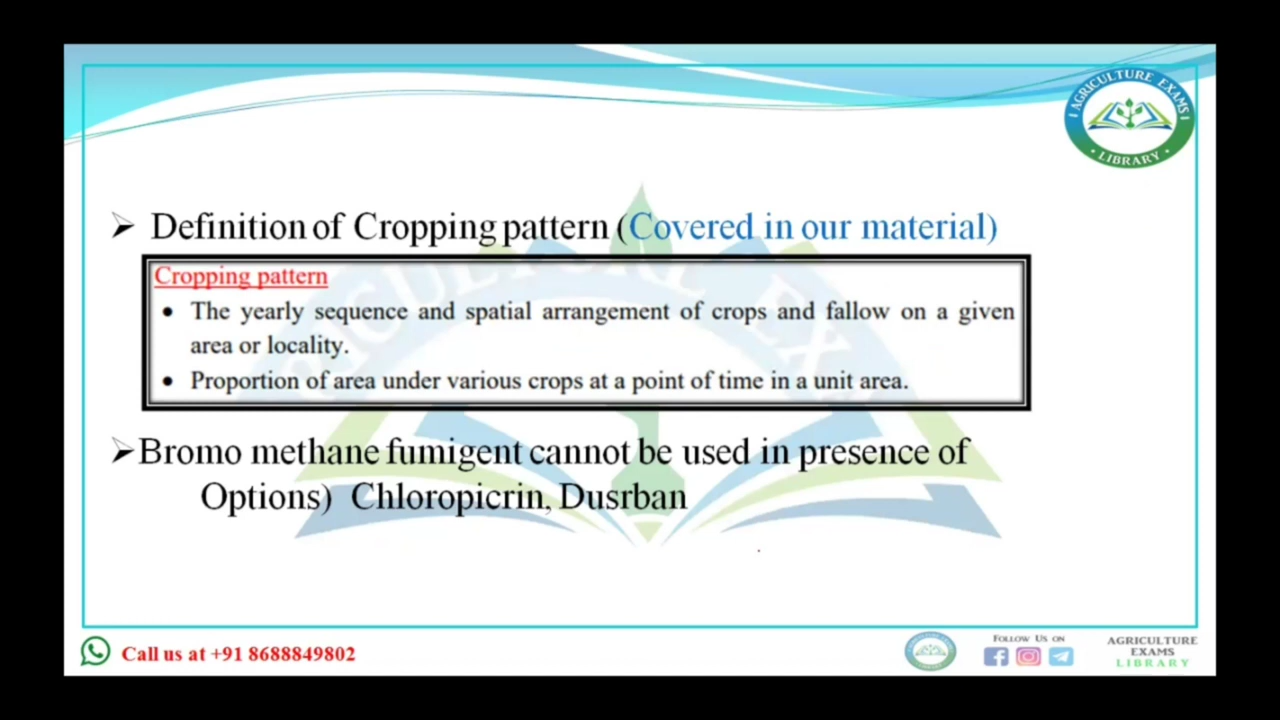 AGRICULTURE EXAMS
LIBRARY
➢ Definition of Cropping pattern (Covered in our material)
Cropping pattern
• The yearly sequence and spatial arrangement of crops and fallow on a given
area or locality.
• Proportion of area under various crops at a point of time in a unit area.
➢Bromo methane fumigent cannot be used in presence of
Options) Chloropicrin, Dusrban
Call us at +91 8688849802
FOLLOW US ON
AGRICULTURE
EXAMS
LIBRARY